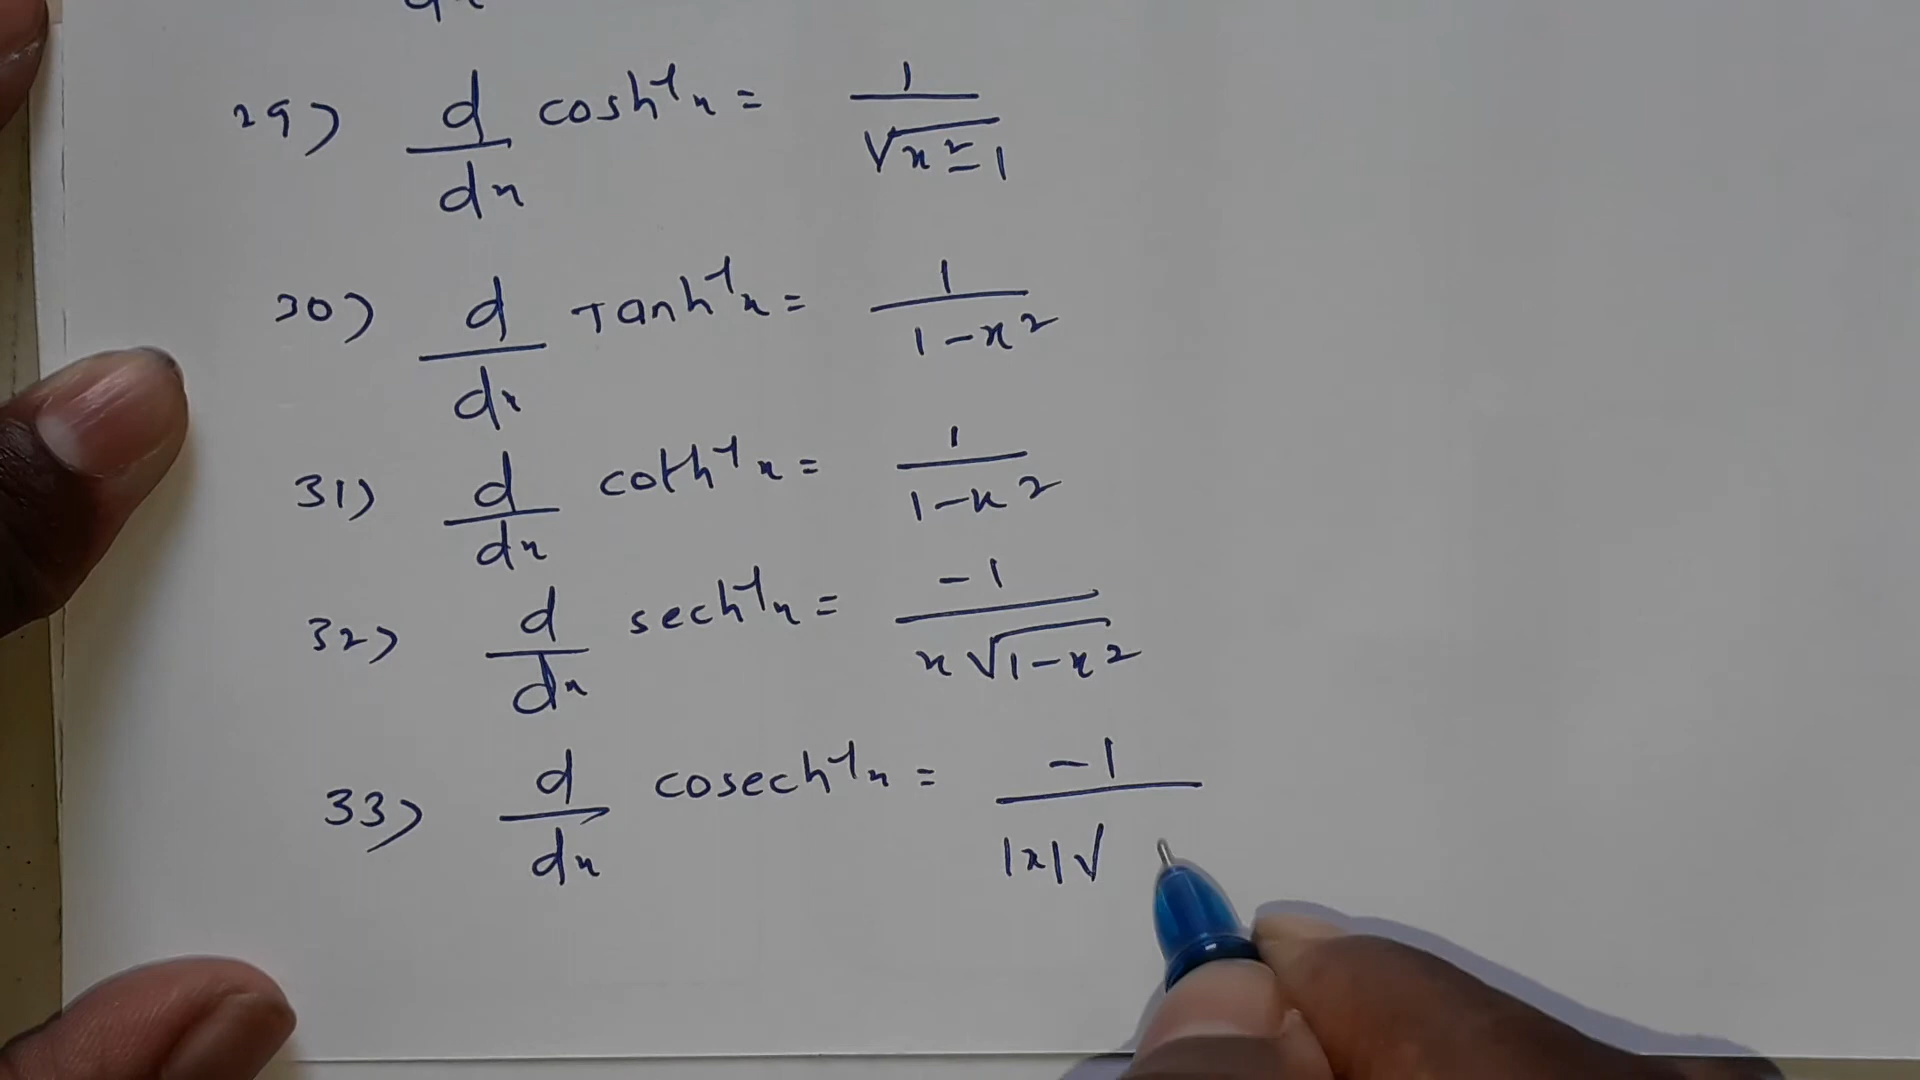 29) d/dx cosh⁻¹x = 1/√x²-1
30) d/dx Tanh⁻¹x = 1/1-x²
31) d/dx coth⁻¹x = 1/1-x²
32) d/dx sech⁻¹x = -1/x√1-x²
33) d/dx cosech⁻¹x = -1/|x|√